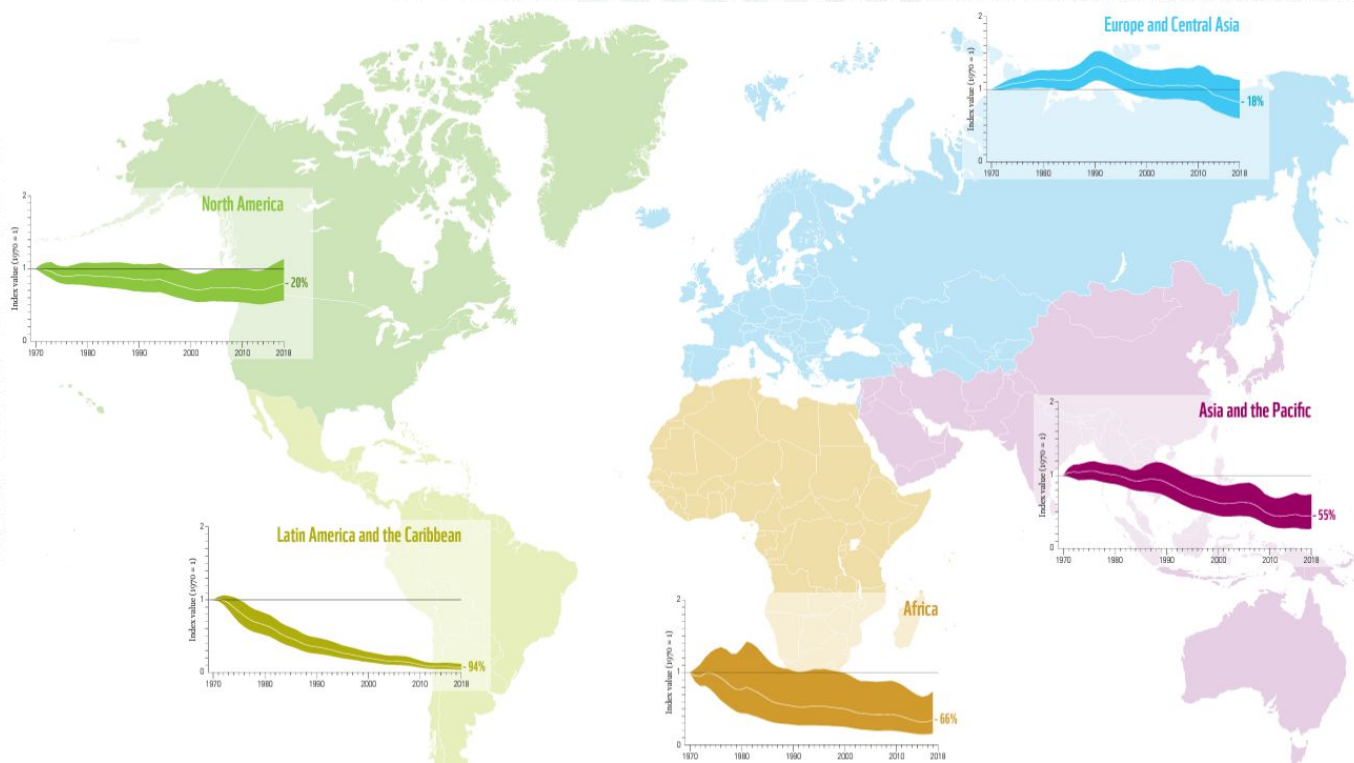 Europe and Central Asia
Index value (1970 = 1)
2
1
0
- 18%
1970 1980 1990 2000 2010 2018
North America
Index value (1970 = 1)
2
1
0
- 20%
1970 1980 1990 2000 2010 2018
Asia and the Pacific
Index value (1970 = 1)
2
1
0
- 55%
1970 1980 1990 2000 2010 2018
Latin America and the Caribbean
Index value (1970 = 1)
2
1
0
- 94%
1970 1980 1990 2000 2010 2018
Africa
Index value (1970 = 1)
2
1
0
- 66%
1970 1980 1990 2000 2010 2018